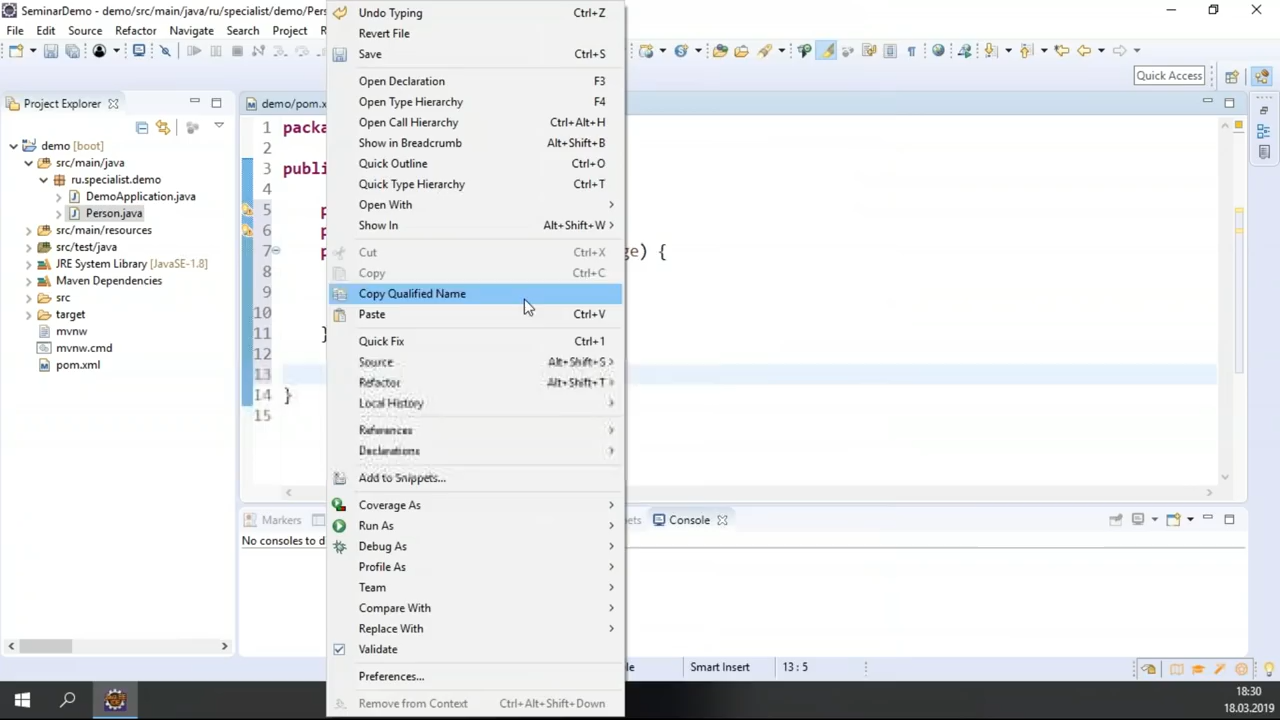 SeminarDemo - demo/src/main/java/ru/specialist/demo/Pers
File Edit Source Refactor Navigate Search Project
Quick Access
Project Explorer
demo [boot]
src/main/java
ru.specialist.demo
DemoApplication.java
Person.java
src/main/resources
src/test/java
JRE System Library [JavaSE-1.8]
Maven Dependencies
src
target
mvnw
mvnw.cmd
pom.xml
demo/pom.x
1 packa
2
3 publi
4
5 p
6 p
7 p ge) {
8
9
10
11 }
12
13
14 }
15
Undo Typing Ctrl+Z
Revert File
Save Ctrl+S
Open Declaration F3
Open Type Hierarchy F4
Open Call Hierarchy Ctrl+Alt+H
Show in Breadcrumb Alt+Shift+B
Quick Outline Ctrl+O
Quick Type Hierarchy Ctrl+T
Open With
Show In Alt+Shift+W
Cut Ctrl+X
Copy Ctrl+C
Copy Qualified Name
Paste Ctrl+V
Quick Fix Ctrl+1
Source Alt+Shift+S
Refactor Alt+Shift+T
Local History
References
Declarations
Add to Snippets...
Coverage As
Run As
Debug As
Profile As
Team
Compare With
Replace With
Validate
Preferences...
Remove from Context Ctrl+Alt+Shift+Down
Markers ets Console
No consoles to d
le Smart Insert 13 : 5
18:30
18.03.2019